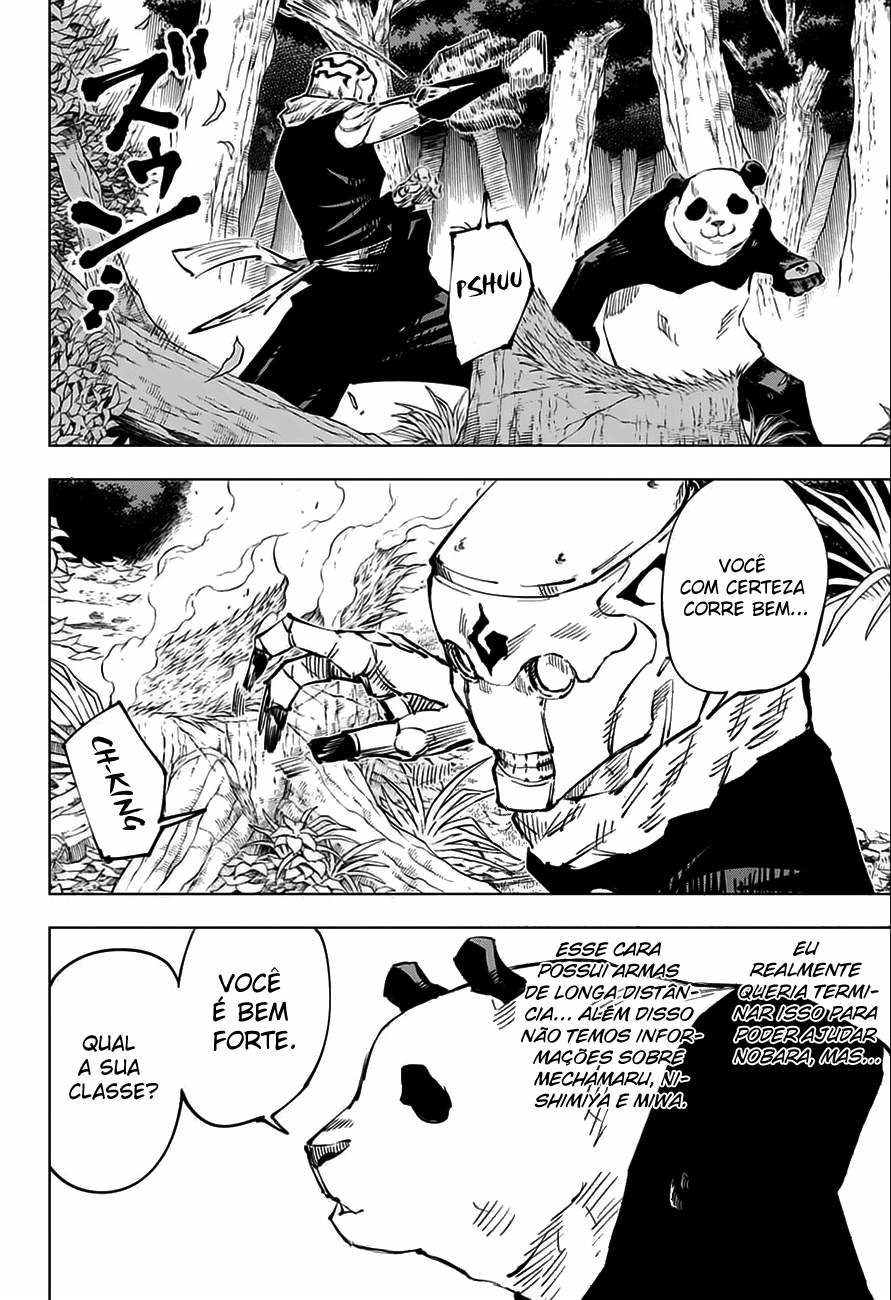 ズゥン…
PSHUU
VOCÊ
COM CERTEZA
CORRE BEM...
CH-KING
EU
REALMENTE
QUERIA TERMI-
NAR ISSO PARA
PODER AJUDAR
NOBARA, MAS...
ESSE CARA
POSSUI ARMAS
DE LONGA DISTÂN-
CIA... ALÉM DISSO
NÃO TEMOS INFOR-
MAÇÕES SOBRE
MECHAMARU, NI-
SHIMIYA E MIWA.
VOCÊ
É BEM
FORTE.
QUAL
A SUA
CLASSE?